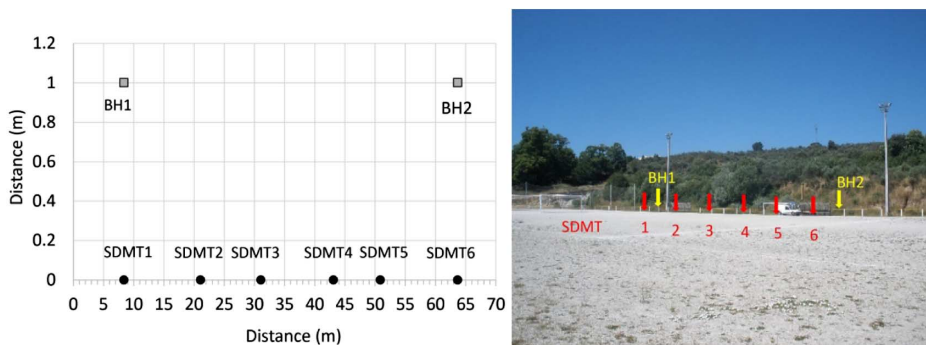 1.2
1
0.8
0.6
0.4
0.2
0
Distance (m)
BH1
BH2
SDMT1 SDMT2 SDMT3 SDMT4 SDMT5 SDMT6
0 5 10 15 20 25 30 35 40 45 50 55 60 65 70
Distance (m)
BH1
BH2
SDMT 1 2 3 4 5 6